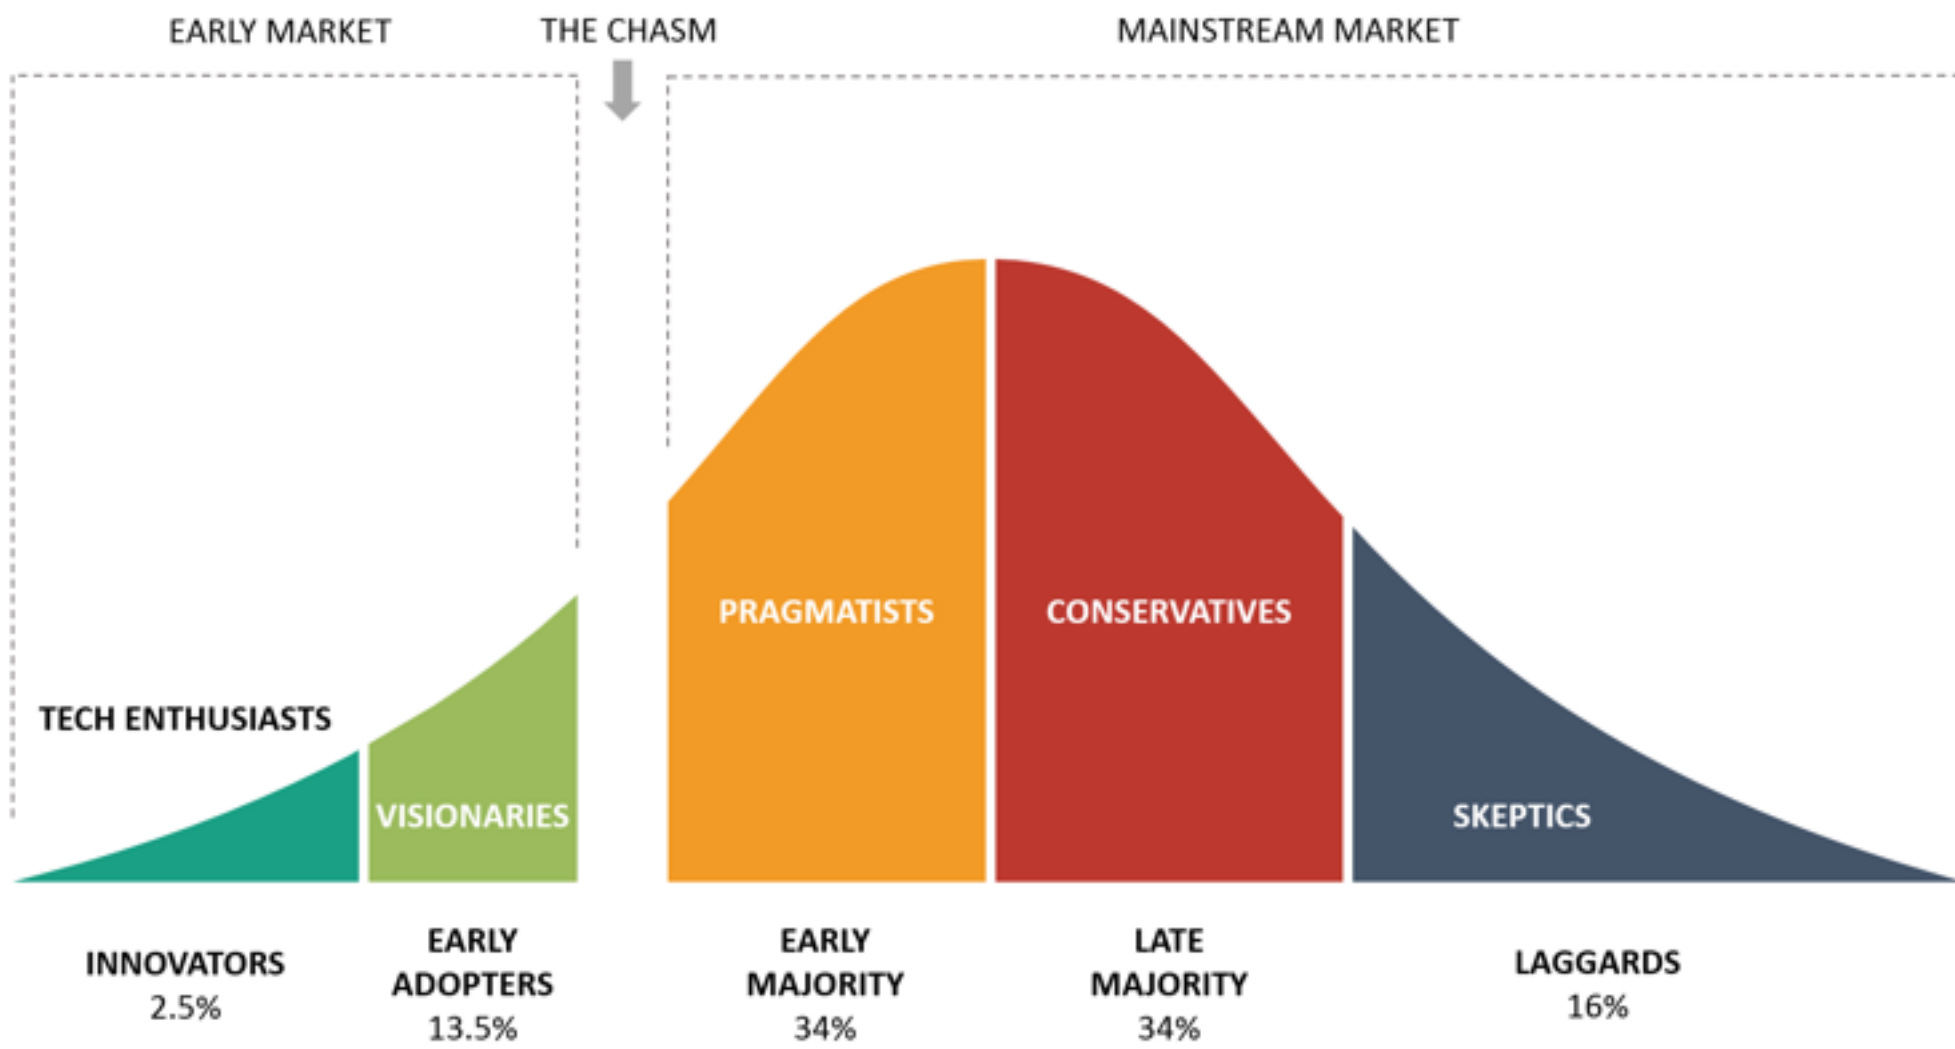 EARLY MARKET
THE CHASM
MAINSTREAM MARKET
PRAGMATISTS
CONSERVATIVES
TECH ENTHUSIASTS
VISIONARIES
SKEPTICS
INNOVATORS
2.5%
EARLY
ADOPTERS
13.5%
EARLY
MAJORITY
34%
LATE
MAJORITY
34%
LAGGARDS
16%